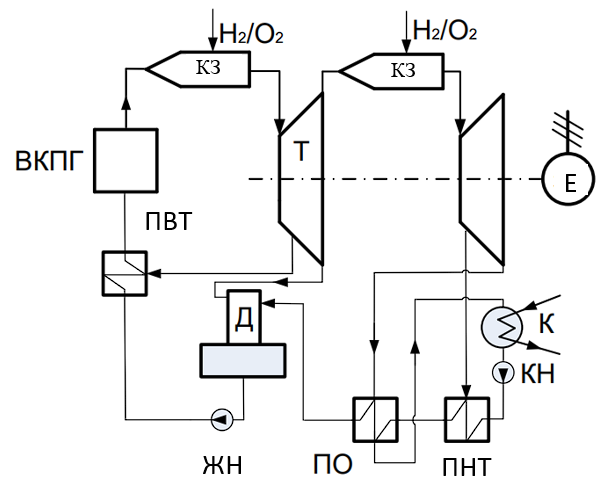 H₂/O₂
H₂/O₂
КЗ
КЗ
Т
ВКПГ
Е
ПВТ
Д
К
КН
ЖН
ПО
ПНТ